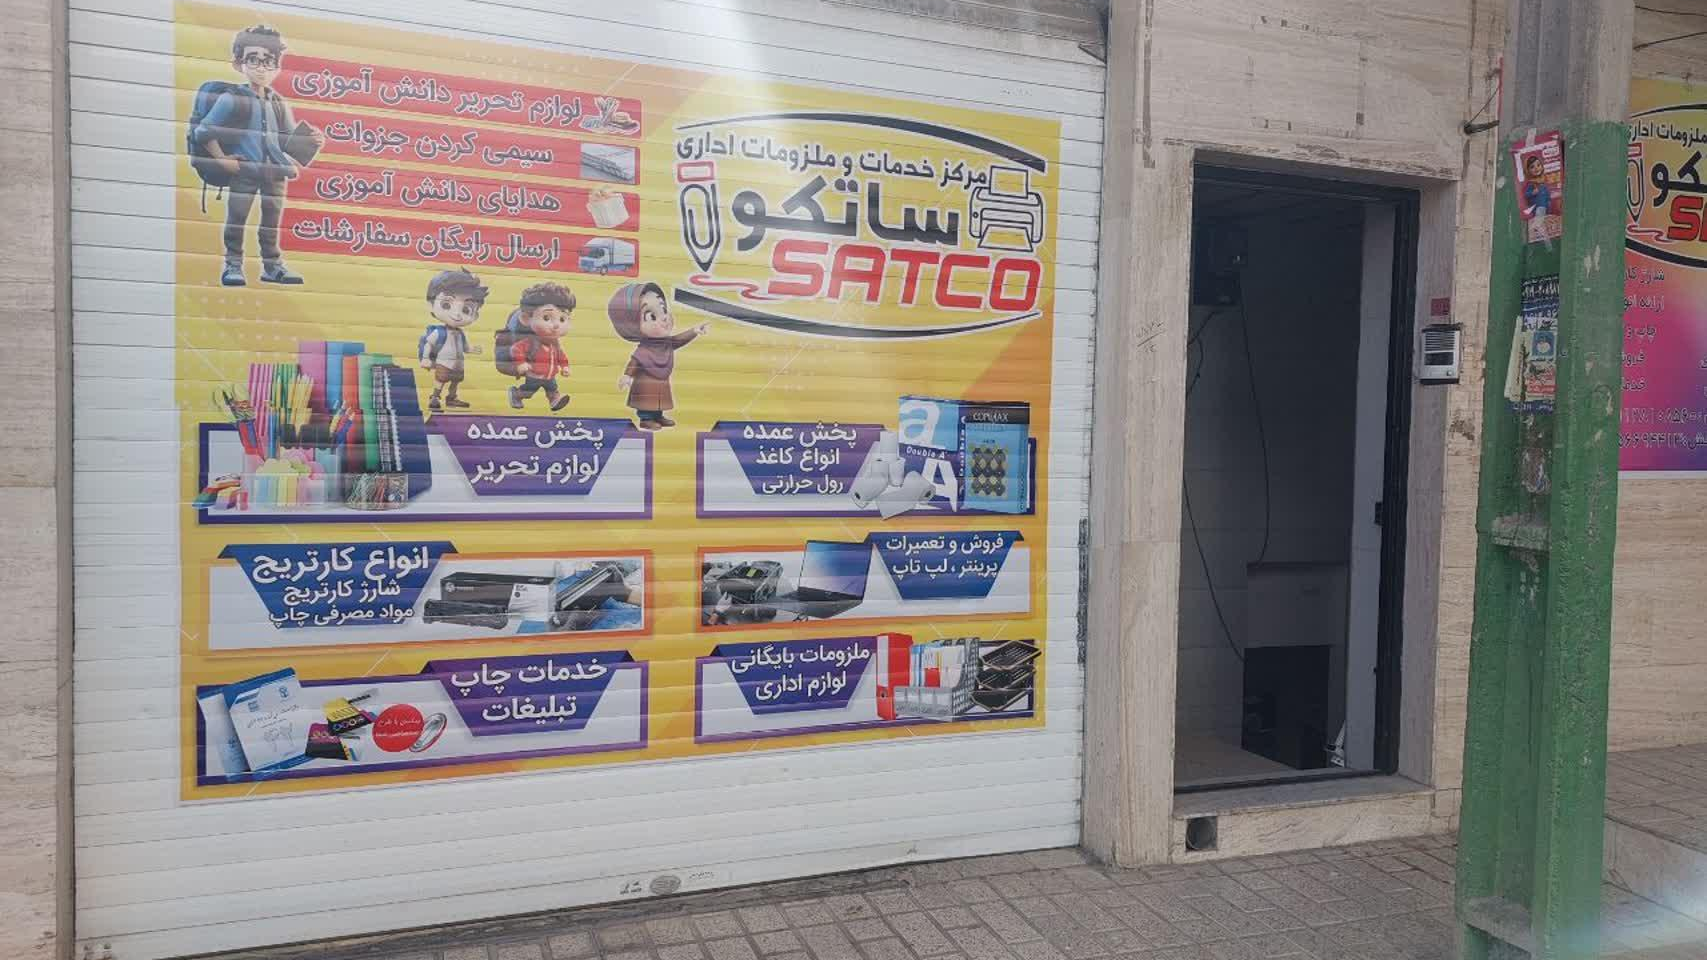 لوازم تحریر دانش آموزی
سیمی کردن جزوات
هدایای دانش آموزی
ارسال رایگان سفارشات
مرکز خدمات و ملزومات اداری
ساتکو
SATCO
پخش عمده
لوازم تحریر
پخش عمده
انواع کاغذ
رول حرارتی
Double A
COPIMAX
انواع کارتریج
شارژ کارتریج
مواد مصرفی چاپ
فروش و تعمیرات
پرینتر ، لپ تاپ
خدمات چاپ
تبلیغات
ملزومات بایگانی
لوازم اداری
ملزومات اداری